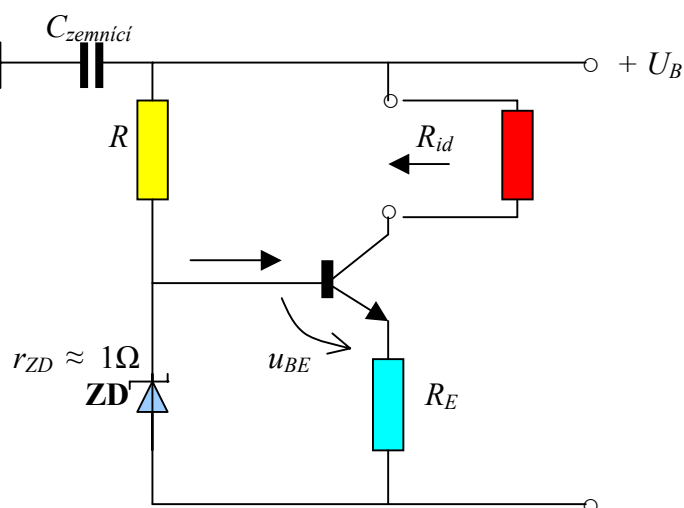 C_zemnící
+ U_B
R
R_id
r_ZD ≈ 1Ω
ZD
u_BE
R_E